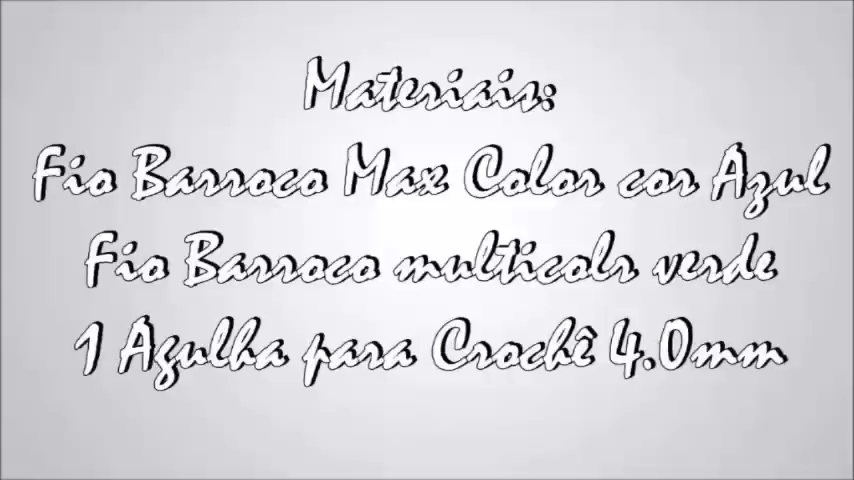 Materiais:
Fio Barroco Max Color cor Azul
Fio Barroco multicolr verde
1 Agulha para Crochê 4.0mm